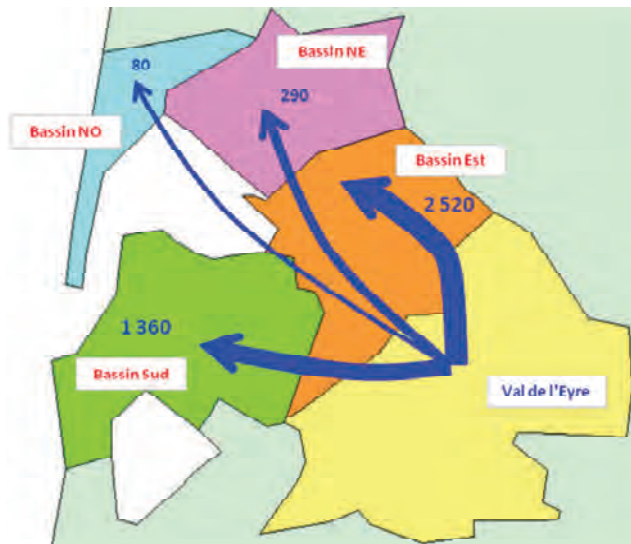 Bassin NE
80
290
Bassin NO
Bassin Est
2 520
1 360
Bassin Sud
Val de l'Eyre